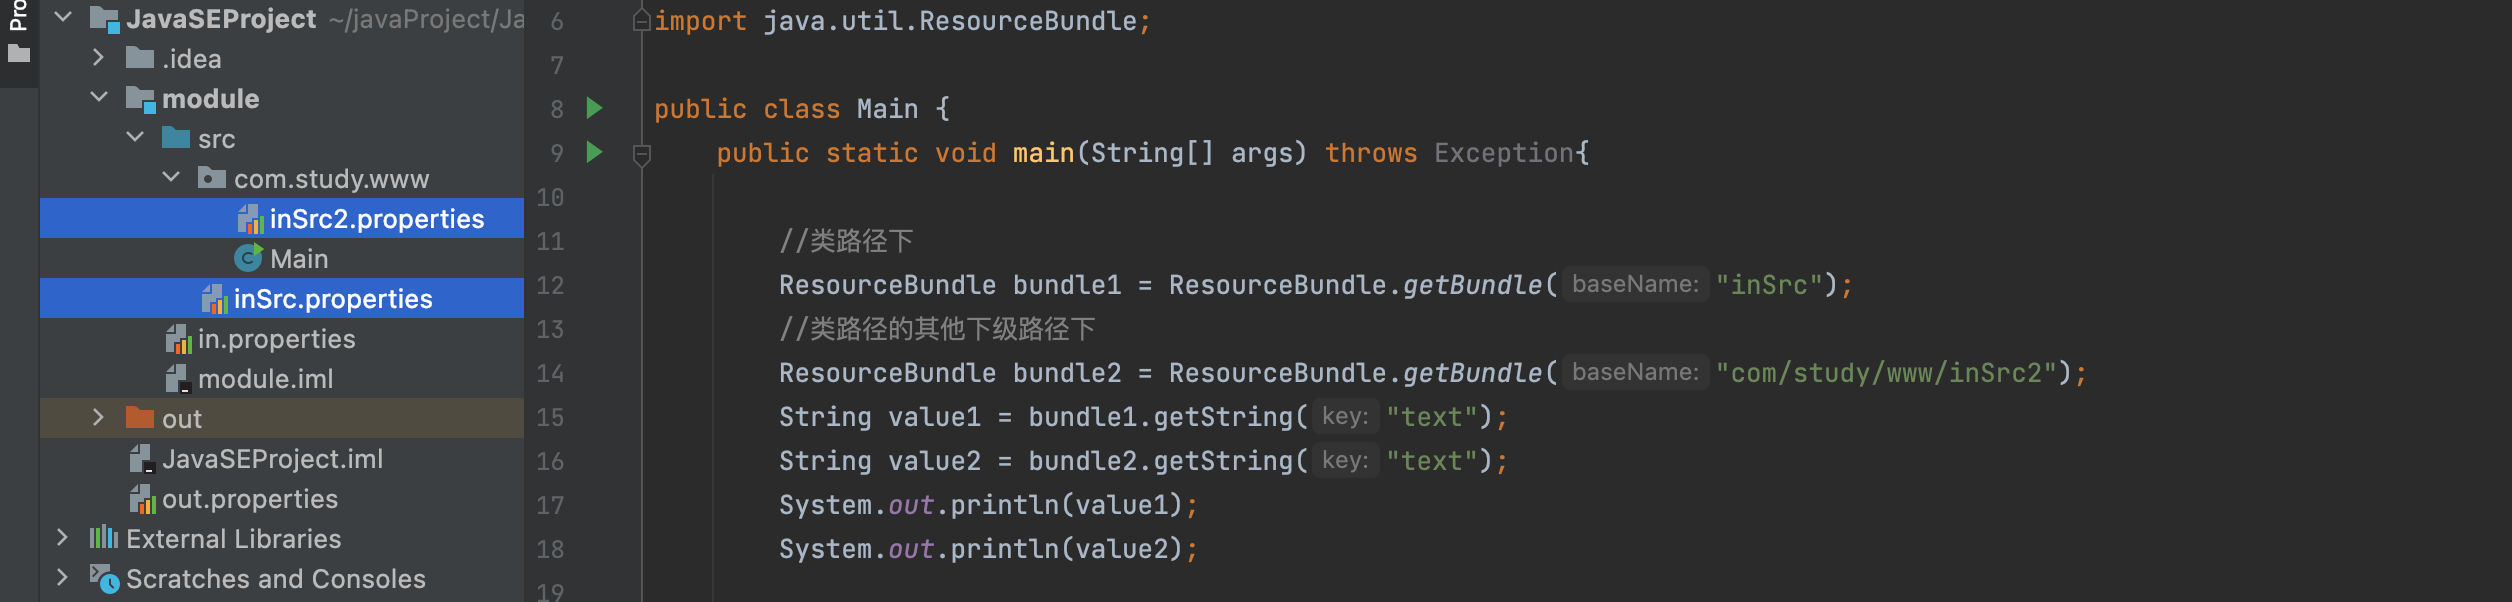 Pro
JavaSEProject ~/javaProject/Ja
.idea
module
src
com.study.www
inSrc2.properties
Main
inSrc.properties
in.properties
module.iml
out
JavaSEProject.iml
out.properties
External Libraries
Scratches and Consoles
6 import java.util.ResourceBundle;
7
8 public class Main {
9 public static void main(String[] args) throws Exception{
10
11 //类路径下
12 ResourceBundle bundle1 = ResourceBundle.getBundle( baseName: "inSrc");
13 //类路径的其他下级路径下
14 ResourceBundle bundle2 = ResourceBundle.getBundle( baseName: "com/study/www/inSrc2");
15 String value1 = bundle1.getString( key: "text");
16 String value2 = bundle2.getString( key: "text");
17 System.out.println(value1);
18 System.out.println(value2);
19